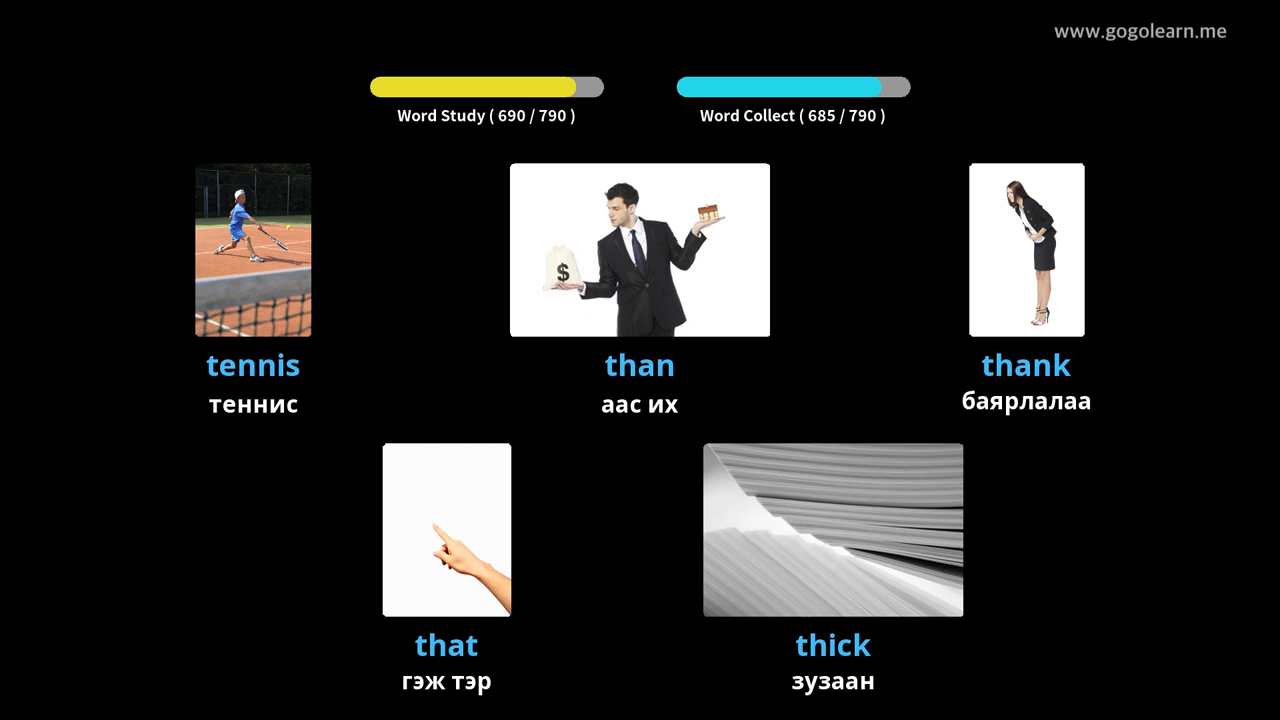 www.gogolearn.me
Word Study ( 690 / 790 )
Word Collect ( 685 / 790 )
$
tennis
than
thank
теннис
аас их
баярлалаа
that
thick
гэж тэр
зузаан